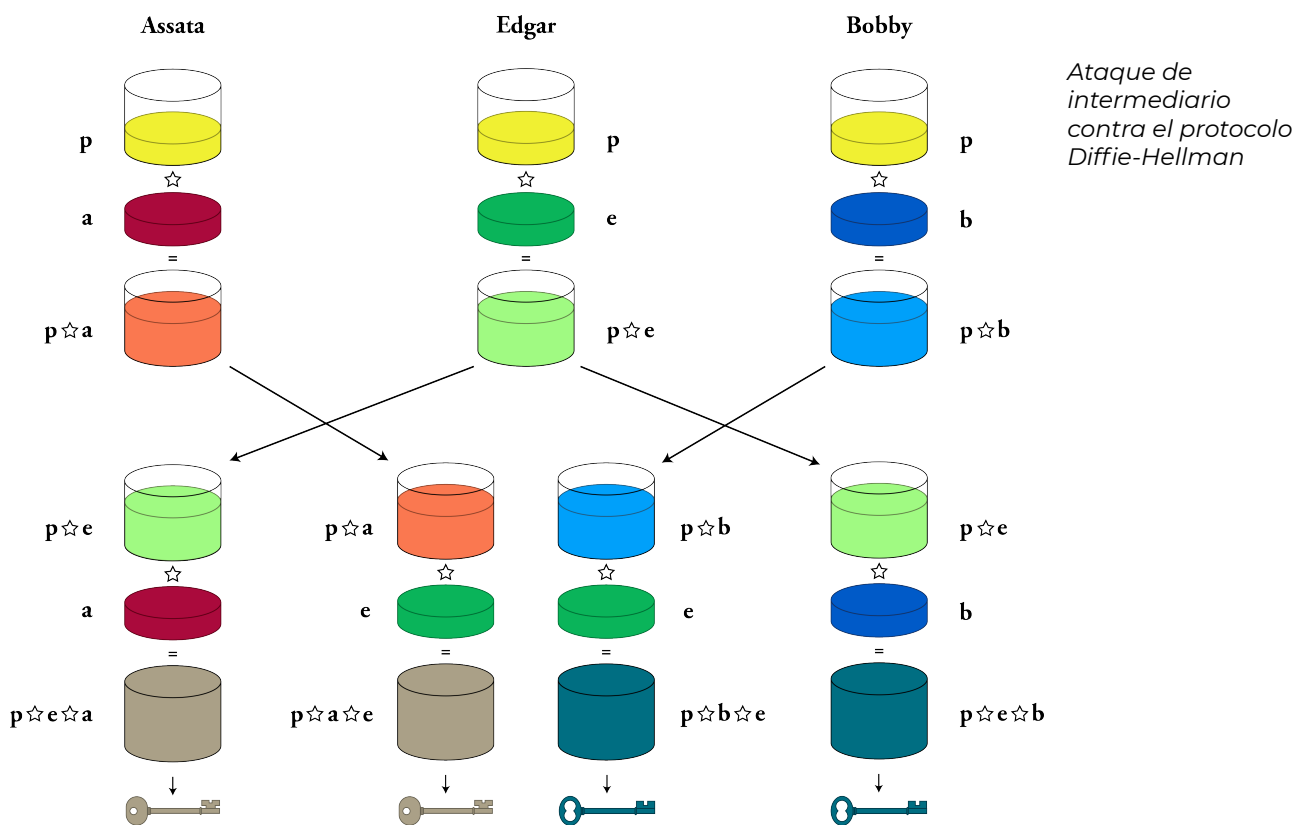 Assata Edgar Bobby
Ataque de
intermediario
contra el protocolo
Diffie-Hellman
p p p
☆ ☆ ☆
a e b
= = =
p☆a p☆e p☆b
p☆e p☆a p☆b p☆e
☆ ☆ ☆ ☆
a e e b
= = = =
p☆e☆a p☆a☆e p☆b☆e p☆e☆b